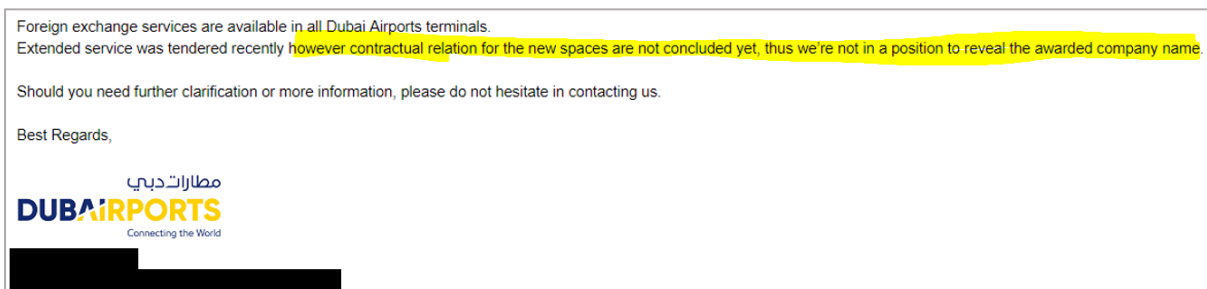 Foreign exchange services are available in all Dubai Airports terminals.
Extended service was tendered recently however contractual relation for the new spaces are not concluded yet, thus we're not in a position to reveal the awarded company name.
Should you need further clarification or more information, please do not hesitate in contacting us.
Best Regards,
مطارات دبي
DUBAIRPORTS
Connecting the World